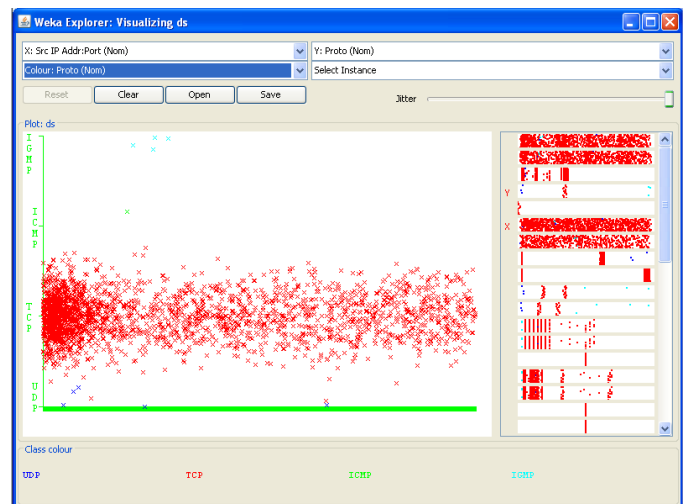 Weka Explorer: Visualizing ds
X: Src IP Addr:Port (Nom)
Y: Proto (Nom)
Colour: Proto (Nom)
Select Instance
Reset
Clear
Open
Save
Jitter
Plot: ds
IGMP
ICMP
TCP
UDP
Y
X
Class colour
UDP
TCP
ICMP
IGMP